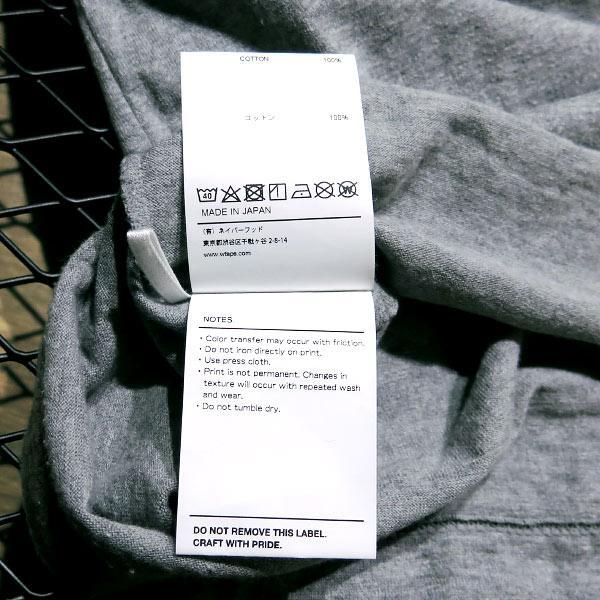 COTTON 100%
コットン 100%
40
W
MADE IN JAPAN
(有) ネイバーフッド
東京都渋谷区千駄ヶ谷 2-8-14
www.wtaps.com
NOTES
・Color transfer may occur with friction.
・Do not iron directly on print.
・Use press cloth.
・Print is not permanent. Changes in
texture will occur with repeated wash
and wear.
・Do not tumble dry.
DO NOT REMOVE THIS LABEL.
CRAFT WITH PRIDE.